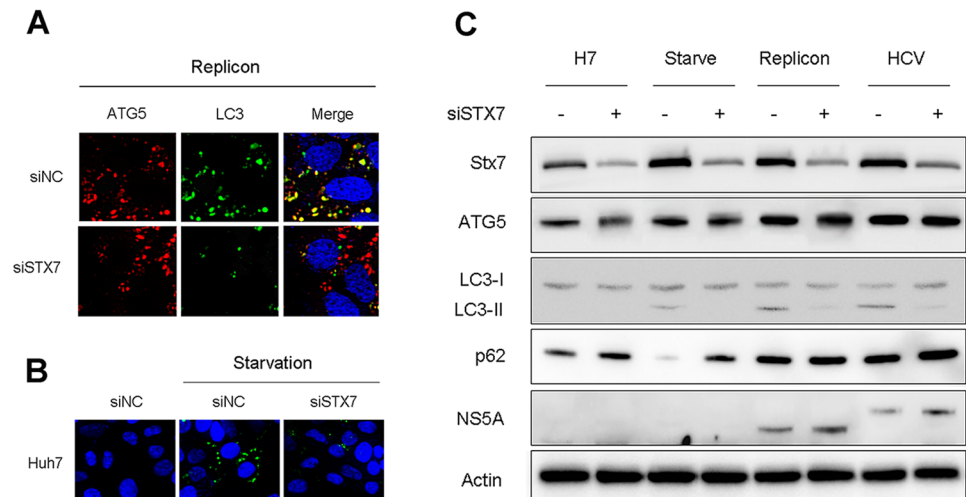 A
Replicon
ATG5 LC3 Merge
siNC
siSTX7
B
Starvation
siNC siNC siSTX7
Huh7
C
H7 Starve Replicon HCV
siSTX7 - + - + - + - +
Stx7
ATG5
LC3-I
LC3-II
p62
NS5A
Actin